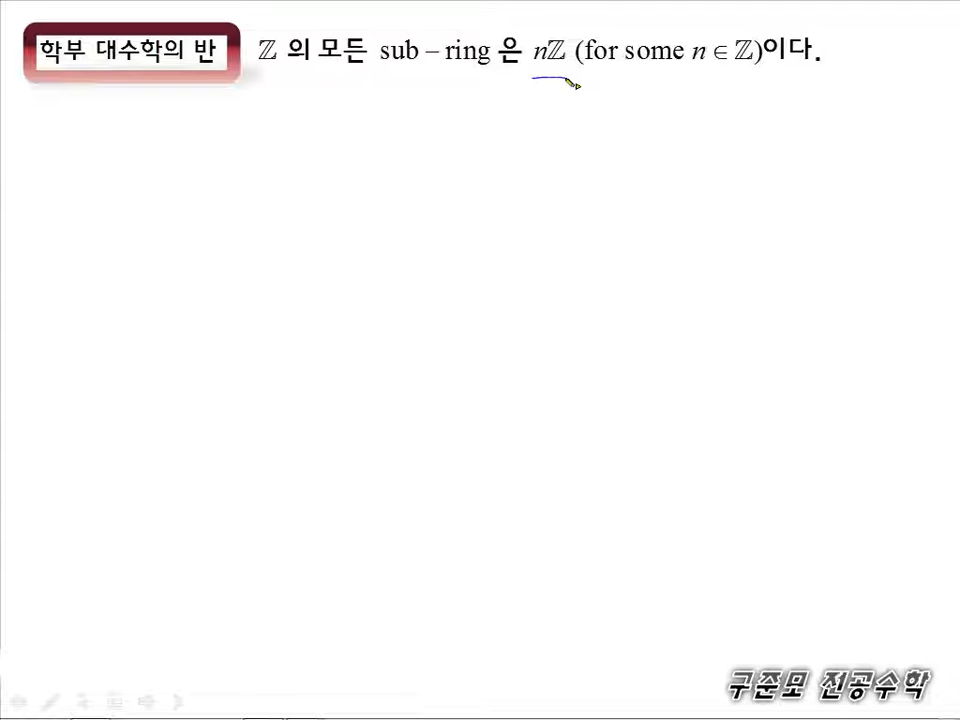 학부 대수학의 반 ℤ 의 모든 sub – ring 은 nℤ (for some n ∈ ℤ)이다.
구준모 전공수학